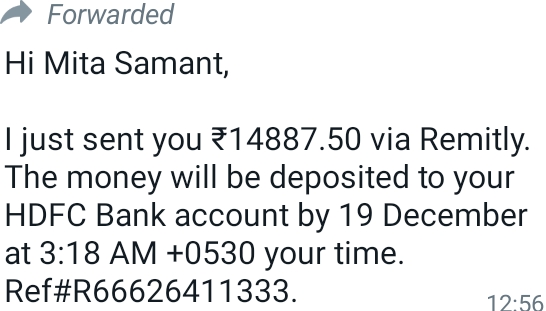 Forwarded
Hi Mita Samant,
I just sent you ₹14887.50 via Remitly.
The money will be deposited to your
HDFC Bank account by 19 December
at 3:18 AM +0530 your time.
Ref#R66626411333.
12:56